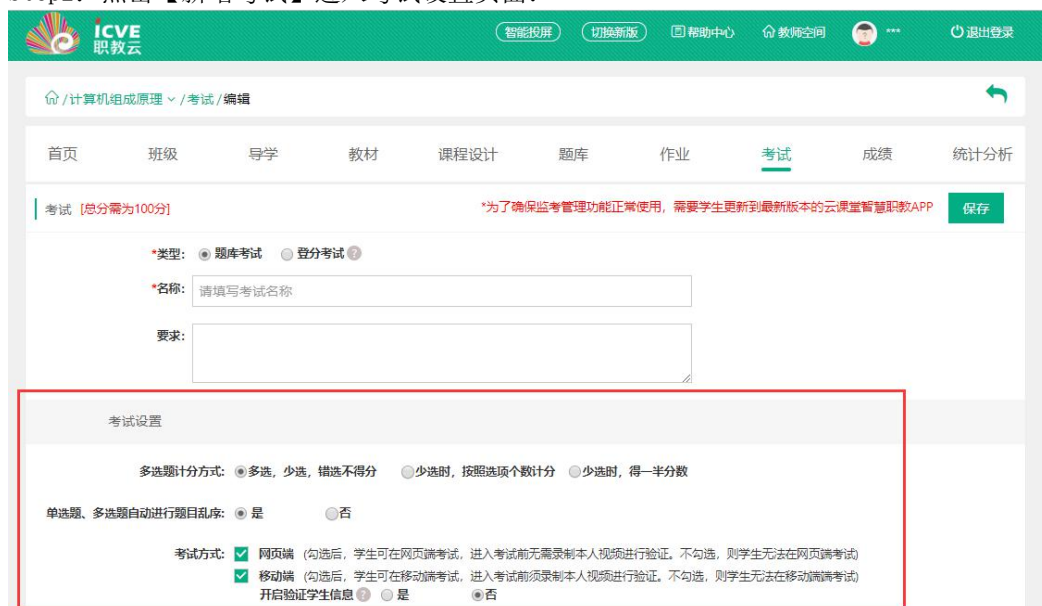 iCVE
职教云
智能投屏 切换新版 帮助中心 教师空间 *** 退出登录
/计算机组成原理 /考试/编辑
首页 班级 导学 教材 课程设计 题库 作业 考试 成绩 统计分析
考试 [总分需为100分] *为了确保监考管理功能正常使用，需要学生更新到最新版本的云课堂智慧职教APP 保存
*类型： 题库考试 登分考试 ?
*名称： 请填写考试名称
要求：
考试设置
多选题计分方式： 多选，少选，错选不得分 少选时，按照选项个数计分 少选时，得一半分数
单选题、多选题自动进行题目乱序： 是 否
考试方式： 网页端 (勾选后，学生可在网页端考试，进入考试前无需录制本人视频进行验证。不勾选，则学生无法在网页端考试)
移动端 (勾选后，学生可在移动端考试，进入考试前须录制本人视频进行验证。不勾选，则学生无法在移动端端考试)
开启验证学生信息 ? 是 否